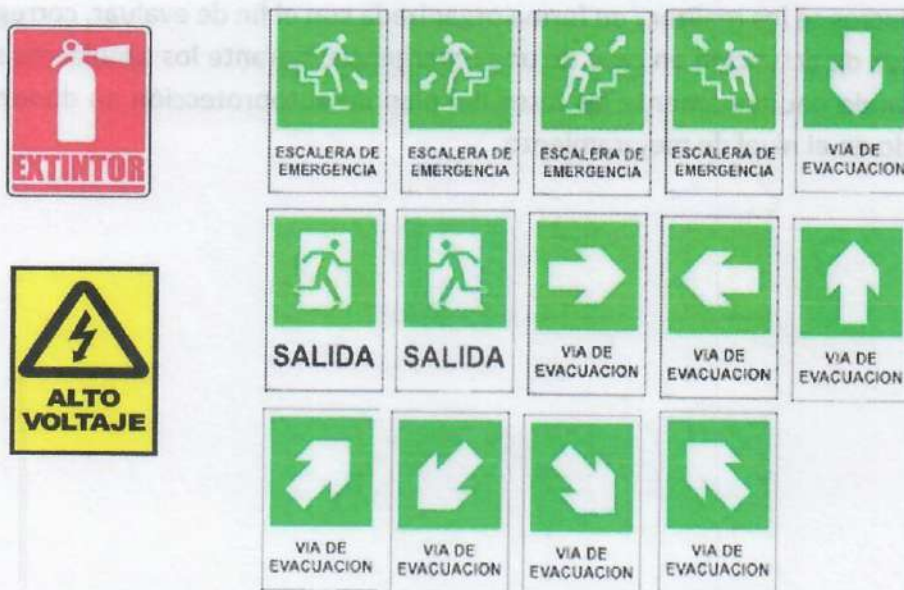 EXTINTOR
ESCALERA DE
EMERGENCIA
ESCALERA DE
EMERGENCIA
ESCALERA DE
EMERGENCIA
ESCALERA DE
EMERGENCIA
VIA DE
EVACUACION
ALTO
VOLTAJE
SALIDA
SALIDA
VIA DE
EVACUACION
VIA DE
EVACUACION
VIA DE
EVACUACION
VIA DE
EVACUACION
VIA DE
EVACUACION
VIA DE
EVACUACION
VIA DE
EVACUACION